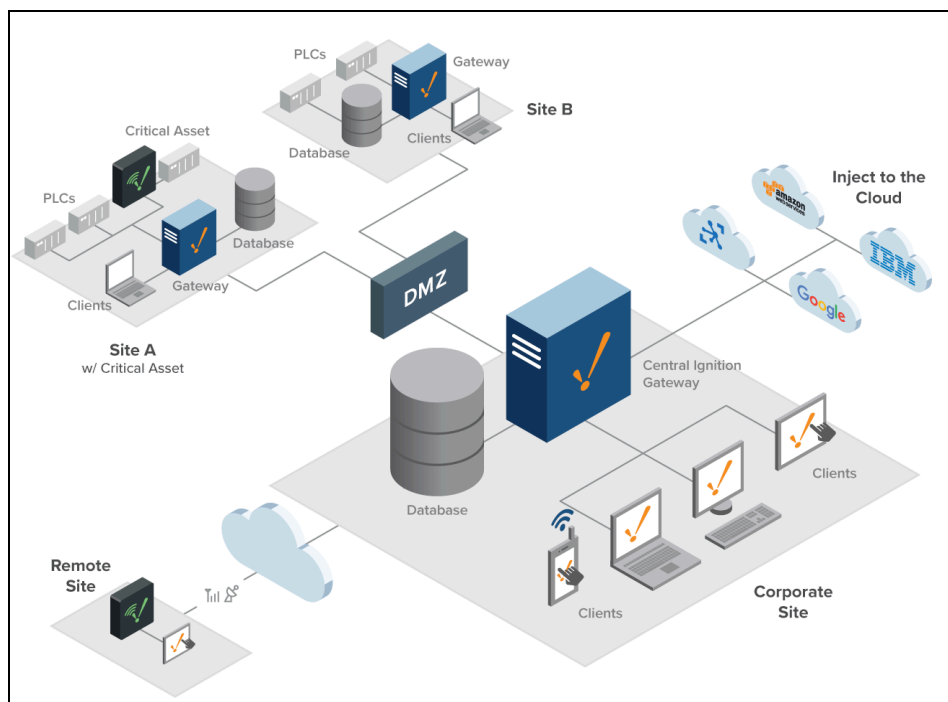 PLCs
Gateway
Site B
Clients
Database
Critical Asset
PLCs
Database
Gateway
Clients
Site A
w/ Critical Asset
DMZ
amazon
webservices
Inject to the
Cloud
IBM
Google
Central Ignition
Gateway
Clients
Database
Clients
Corporate
Site
Remote
Site